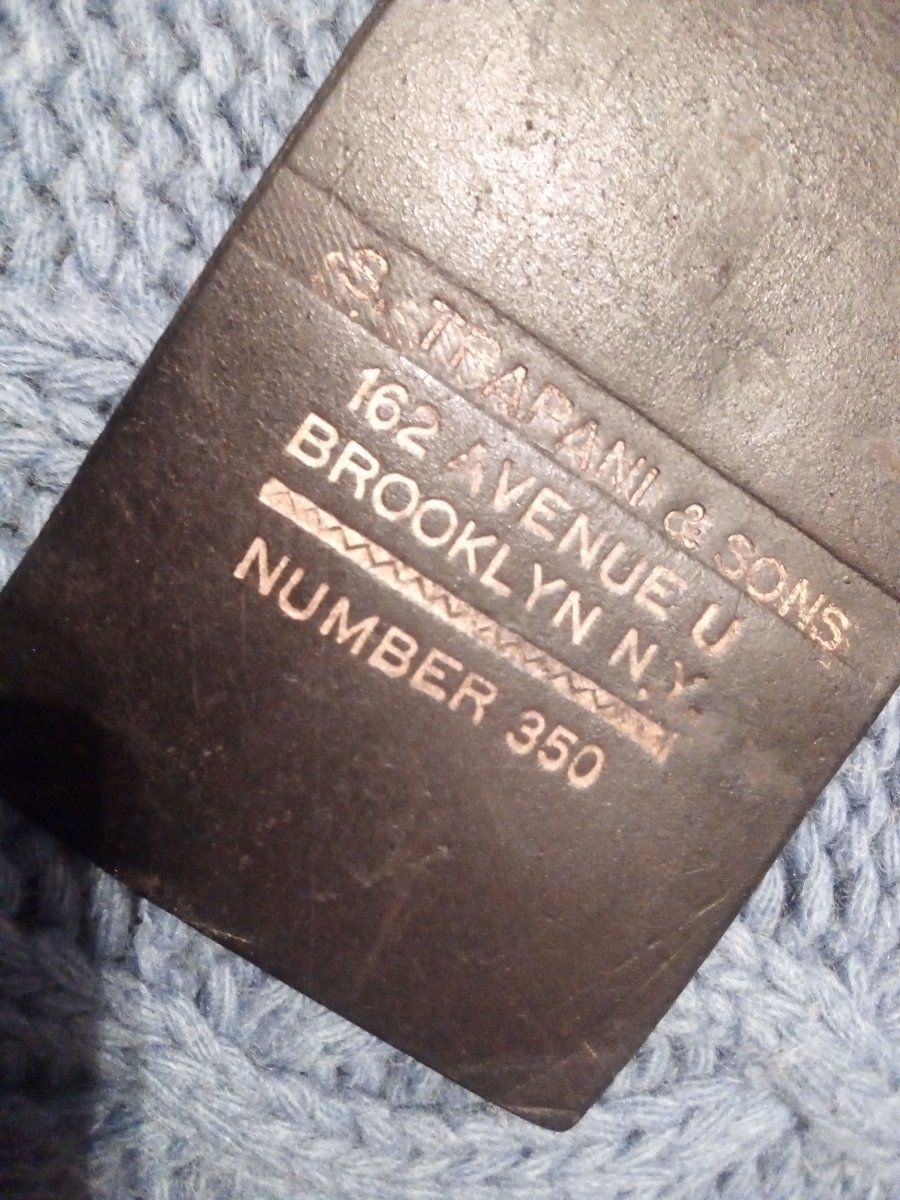 S. TRAPANI & SONS
162 AVENUE U
BROOKLYN N.Y.
NUMBER 350